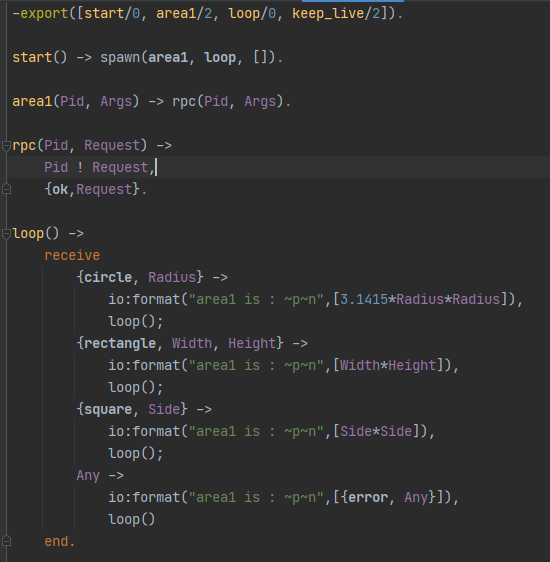 -export([start/0, area1/2, loop/0, keep_live/2]).
start() -> spawn(area1, loop, []).
area1(Pid, Args) -> rpc(Pid, Args).
rpc(Pid, Request) ->
    Pid ! Request,
    {ok,Request}.
loop() ->
    receive
        {circle, Radius} ->
            io:format("area1 is : ~p~n",[3.1415*Radius*Radius]),
            loop();
        {rectangle, Width, Height} ->
            io:format("area1 is : ~p~n",[Width*Height]),
            loop();
        {square, Side} ->
            io:format("area1 is : ~p~n",[Side*Side]),
            loop();
        Any ->
            io:format("area1 is : ~p~n",[{error, Any}]),
            loop()
    end.